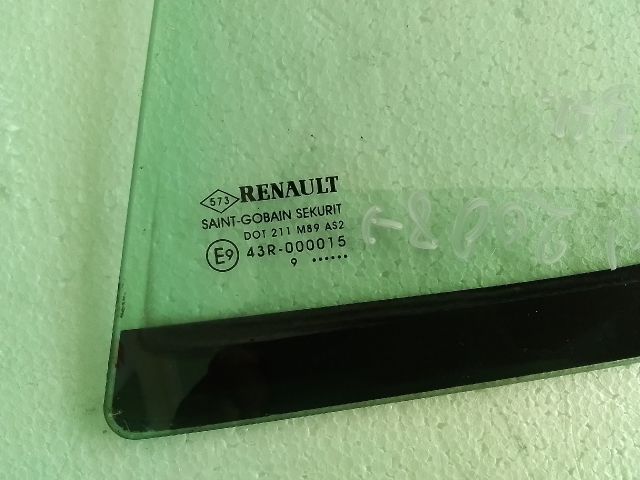 573 RENAULT
SAINT-GOBAIN SEKURIT
DOT 211 M89 AS2
E9 43R-000015
9 ......